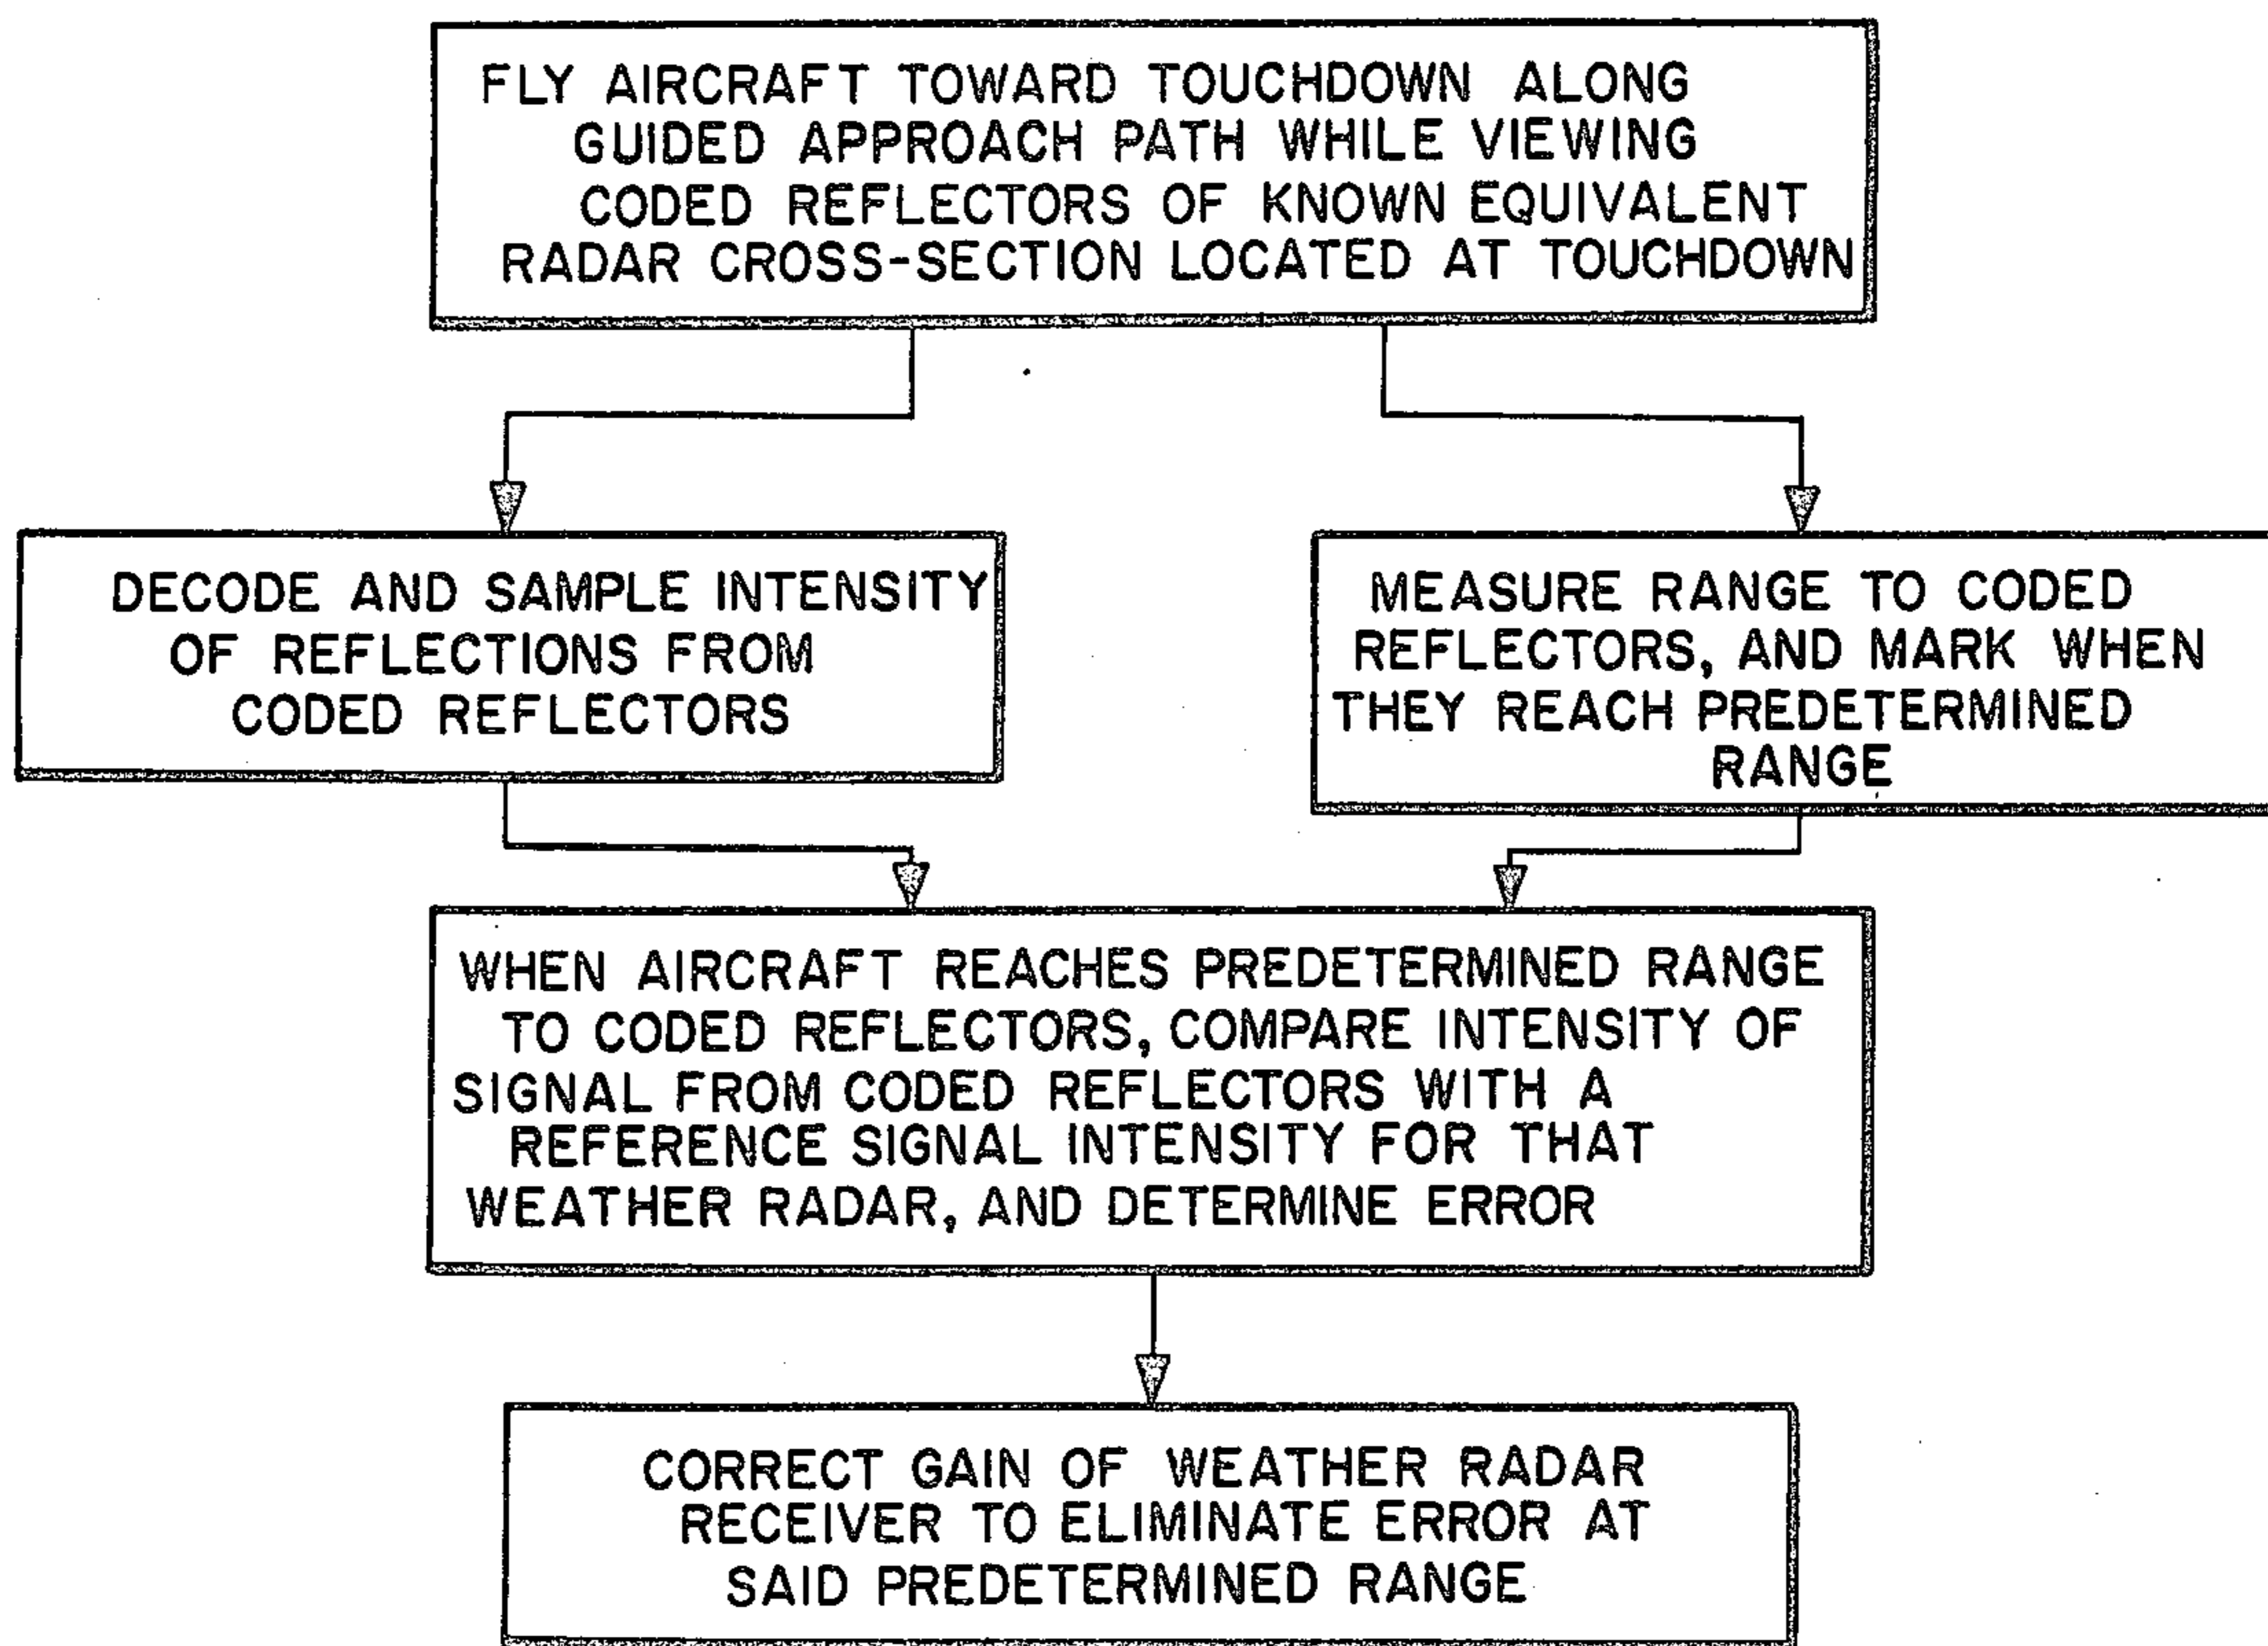 FLY AIRCRAFT TOWARD TOUCHDOWN ALONG
GUIDED APPROACH PATH WHILE VIEWING
CODED REFLECTORS OF KNOWN EQUIVALENT
RADAR CROSS-SECTION LOCATED AT TOUCHDOWN
DECODE AND SAMPLE INTENSITY
OF REFLECTIONS FROM
CODED REFLECTORS
MEASURE RANGE TO CODED
REFLECTORS, AND MARK WHEN
THEY REACH PREDETERMINED
RANGE
WHEN AIRCRAFT REACHES PREDETERMINED RANGE
TO CODED REFLECTORS, COMPARE INTENSITY OF
SIGNAL FROM CODED REFLECTORS WITH A
REFERENCE SIGNAL INTENSITY FOR THAT
WEATHER RADAR, AND DETERMINE ERROR
CORRECT GAIN OF WEATHER RADAR
RECEIVER TO ELIMINATE ERROR AT
SAID PREDETERMINED RANGE